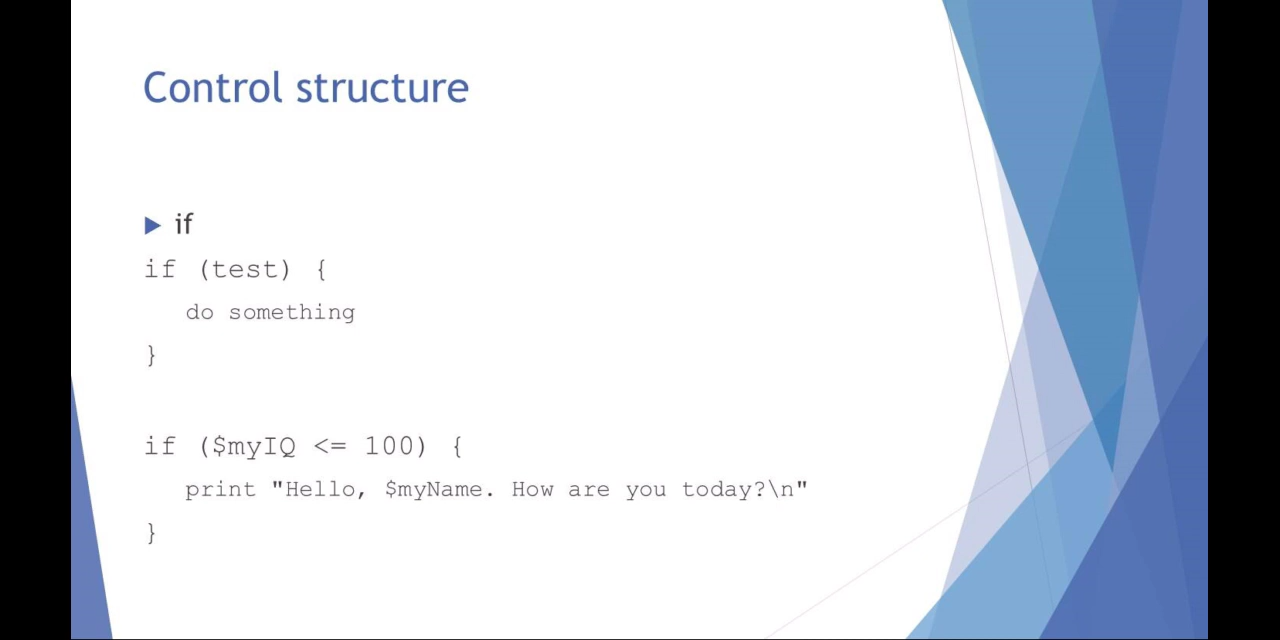 Control structure
if
if (test) {
do something
}
if ($myIQ <= 100) {
print "Hello, $myName. How are you today?\n"
}